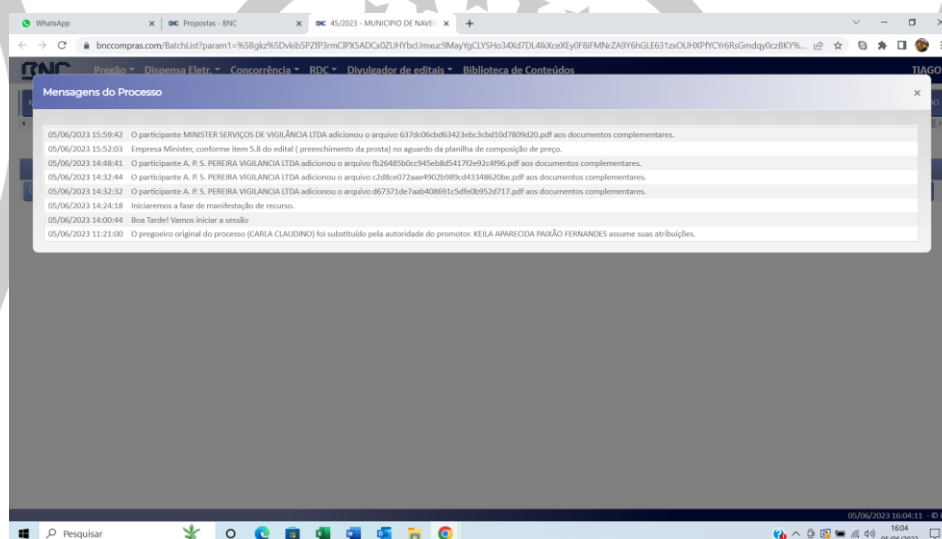 WhatsApp
Propostas - BNC
45/2023 - MUNICIPIO DE NAVEG
BNC Pregão Dispensa Eletr. Concorrência RDC Divulgador de editais Biblioteca de Conteúdos TIAGO
Mensagens do Processo
05/06/2023 15:59:42 O participante MINISTER SERVIÇOS DE VIGILÂNCIA LTDA adicionou o arquivo 637dc06cbd63423ebc3cbd10d7809d20.pdf aos documentos complementares.
05/06/2023 15:52:03 Empresa Minister, conforme item 5.8 do edital ( preenchimento da prosta) no aguardo da planilha de composição de preço.
05/06/2023 14:48:41 O participante A. P. S. PEREIRA VIGILANCIA LTDA adicionou o arquivo fb26485b0cc945eb8d5417f2e92c4f96.pdf aos documentos complementares.
05/06/2023 14:32:44 O participante A. P. S. PEREIRA VIGILANCIA LTDA adicionou o arquivo c2d8ce072aae4902b989cd43348620be.pdf aos documentos complementares.
05/06/2023 14:32:32 O participante A. P. S. PEREIRA VIGILANCIA LTDA adicionou o arquivo d67371de7aab408691c5dfe0b952d717.pdf aos documentos complementares.
05/06/2023 14:24:18 Iniciaremos a fase de manifestação de recurso.
05/06/2023 14:00:44 Boa Tarde! Vamos iniciar a sessão
05/06/2023 11:21:00 O pregoeiro original do processo (CARLA CLAUDINO) foi substituído pela autoridade do promotor. KEILA APARECIDA PAIXÃO FERNANDES assume suas atribuições.
05/06/2023 16:04:11
Pesquisar
16:04
05/06/2023